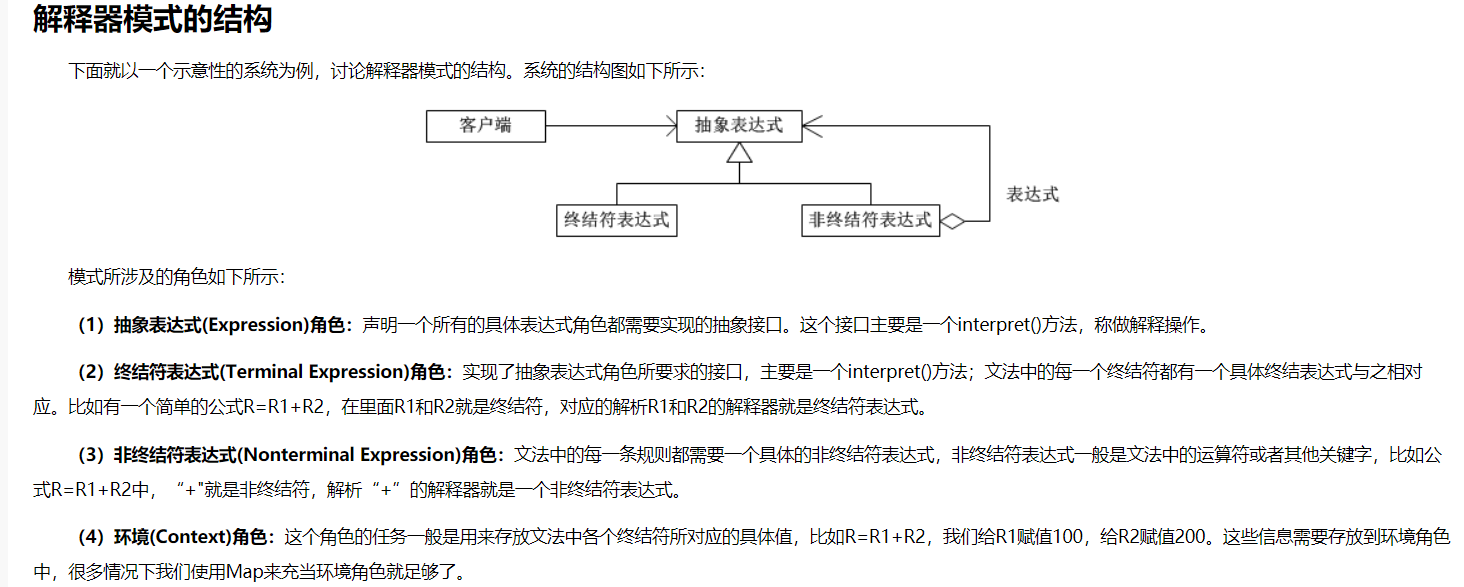 解释器模式的结构
下面就以一个示意性的系统为例，讨论解释器模式的结构。系统的结构图如下所示：
客户端
抽象表达式
表达式
终结符表达式
非终结符表达式
模式所涉及的角色如下所示：
（1）抽象表达式(Expression)角色：声明一个所有的具体表达式角色都需要实现的抽象接口。这个接口主要是一个interpret()方法，称做解释操作。
（2）终结符表达式(Terminal Expression)角色：实现了抽象表达式角色所要求的接口，主要是一个interpret()方法；文法中的每一个终结符都有一个具体终结表达式与之相对
应。比如有一个简单的公式R=R1+R2，在里面R1和R2就是终结符，对应的解析R1和R2的解释器就是终结符表达式。
（3）非终结符表达式(Nonterminal Expression)角色：文法中的每一条规则都需要一个具体的非终结符表达式，非终结符表达式一般是文法中的运算符或者其他关键字，比如公
式R=R1+R2中，“+"就是非终结符，解析“+”的解释器就是一个非终结符表达式。
（4）环境(Context)角色：这个角色的任务一般是用来存放文法中各个终结符所对应的具体值，比如R=R1+R2，我们给R1赋值100，给R2赋值200。这些信息需要存放到环境角色
中，很多情况下我们使用Map来充当环境角色就足够了。